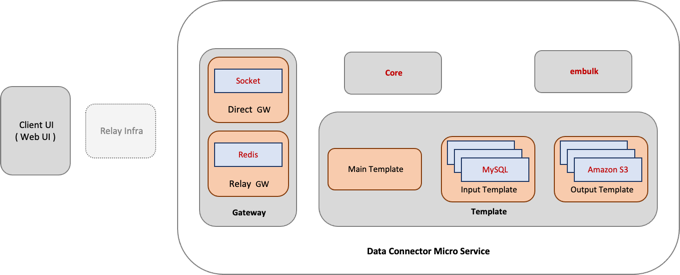 Client UI
( Web UI )
Relay Infra
Socket
Direct GW
Redis
Relay GW
Gateway
Core
embulk
Main Template
MySQL
Input Template
Amazon S3
Output Template
Template
Data Connector Micro Service